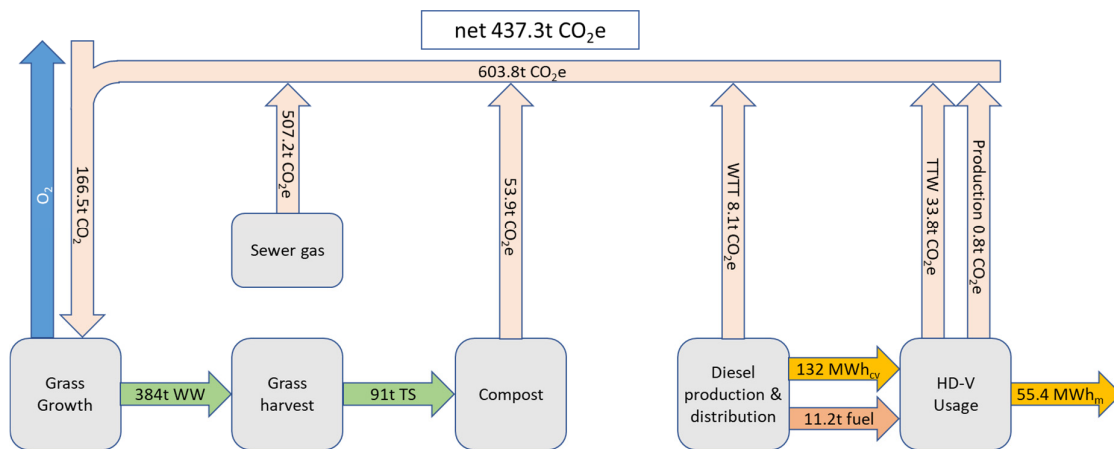 net 437.3t CO₂e
603.8t CO₂e
O₂
166.5t CO₂
507.2t CO₂e
53.9t CO₂e
WTT 8.1t CO₂e
TTW 33.8t CO₂e
Production 0.8t CO₂e
Sewer gas
Grass
Growth
384t WW
Grass
harvest
91t TS
Compost
Diesel
production &
distribution
132 MWh_cv
11.2t fuel
HD-V
Usage
55.4 MWh_m